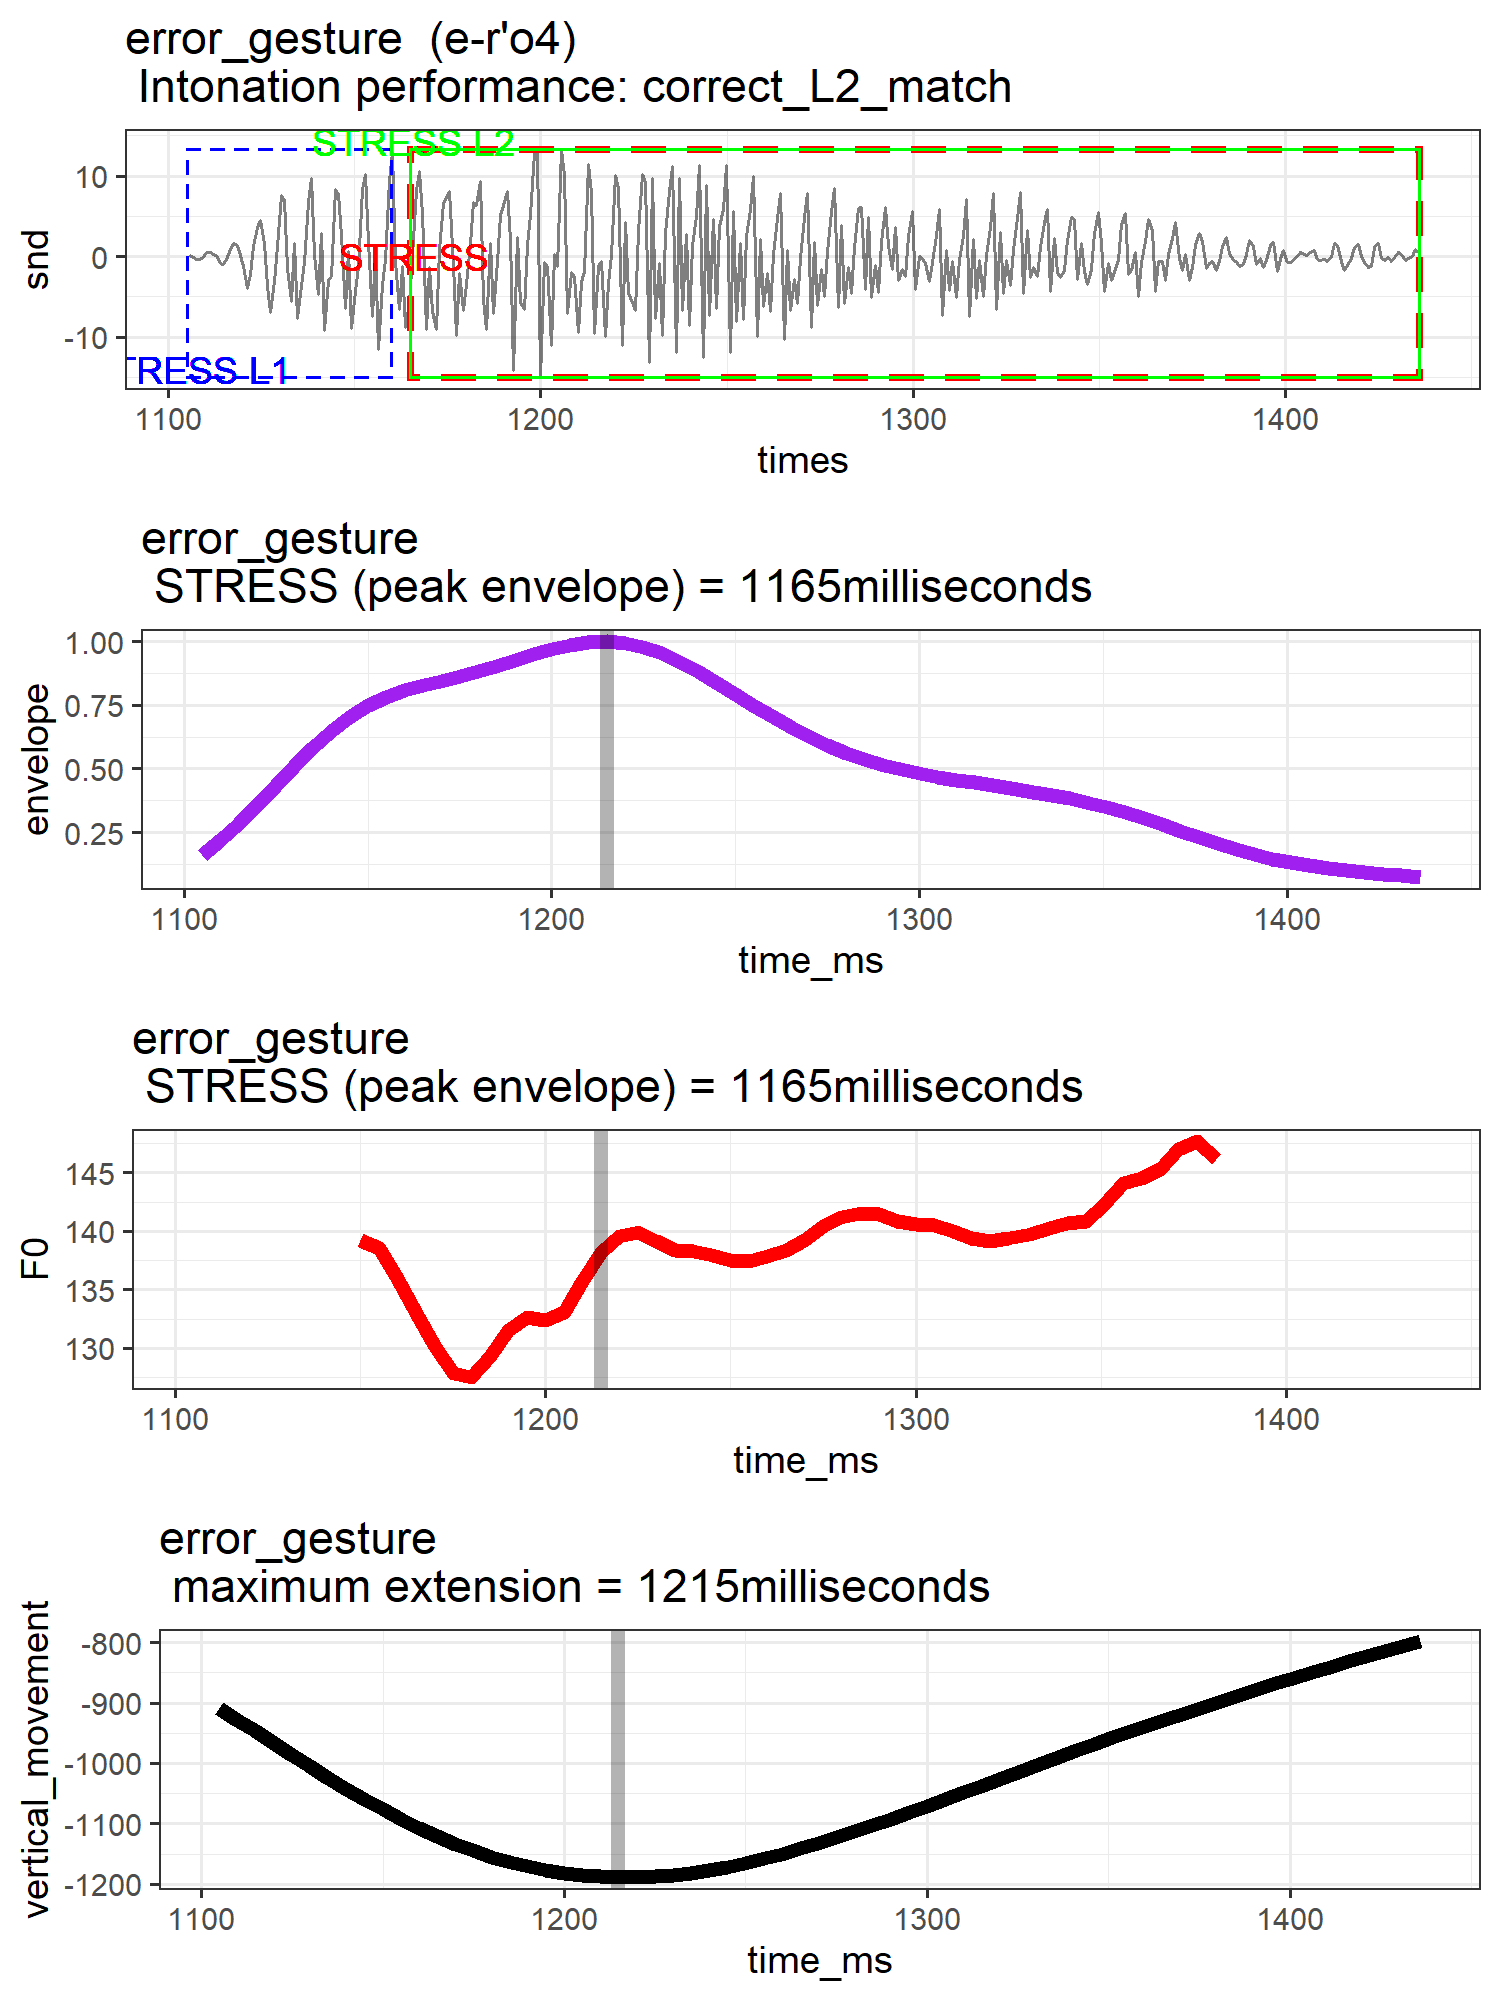 error_gesture  (e-r'o4)
Intonation performance: correct_L2_match
STRESS L2
10
0
-10
snd
STRESS
TRESS L1
1100 1200 1300 1400
times
error_gesture
STRESS (peak envelope) = 1165milliseconds
1.00
0.75
0.50
0.25
envelope
1100 1200 1300 1400
time_ms
error_gesture
STRESS (peak envelope) = 1165milliseconds
145
140
135
130
F0
1100 1200 1300 1400
time_ms
error_gesture
maximum extension = 1215milliseconds
-800
-900
-1000
-1100
-1200
vertical_movement
1100 1200 1300 1400
time_ms